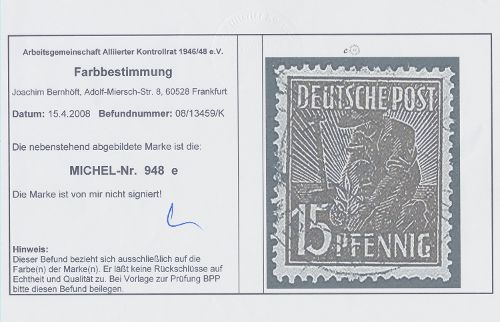 Arbeitsgemeinschaft Alliierter Kontrollrat 1946/48 e.V.
Farbbestimmung
Joachim Bernhöft, Adolf-Miersch-Str. 8, 60528 Frankfurt
Datum: 15.4.2008 Befundnummer: 08/13459/K
Die nebenstehend abgebildete Marke ist die:
MICHEL-Nr. 948 e
Die Marke ist von mir nicht signiert!
Hinweis:
Dieser Befund bezieht sich ausschließlich auf die
Farbe(n) der Marke(n). Er läßt keine Rückschlüsse auf
Echtheit und Qualität zu. Bei Vorlage zur Prüfung BPP
bitte diesen Befund beilegen.
e
DEUTSCHE POST
15 PFENNIG